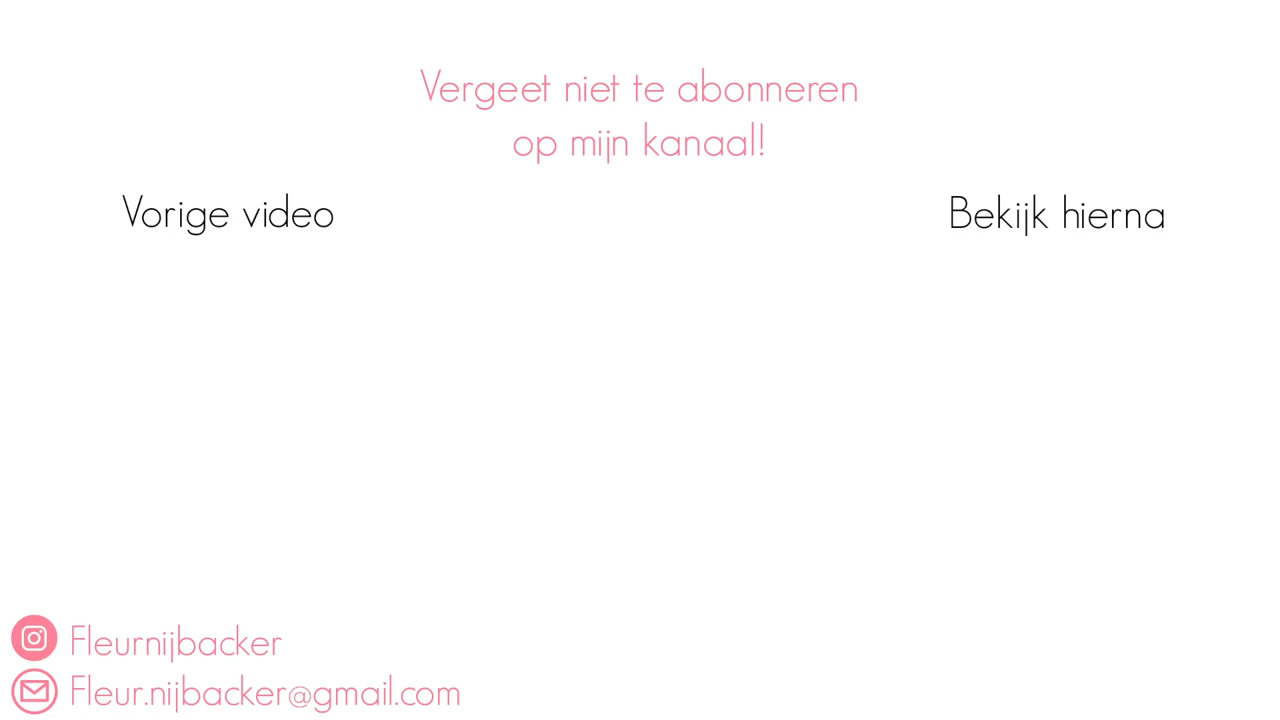 Vergeet niet te abonneren
op mijn kanaal!
Vorige video
Bekijk hierna
Fleurnijbacker
Fleur.nijbacker@gmail.com